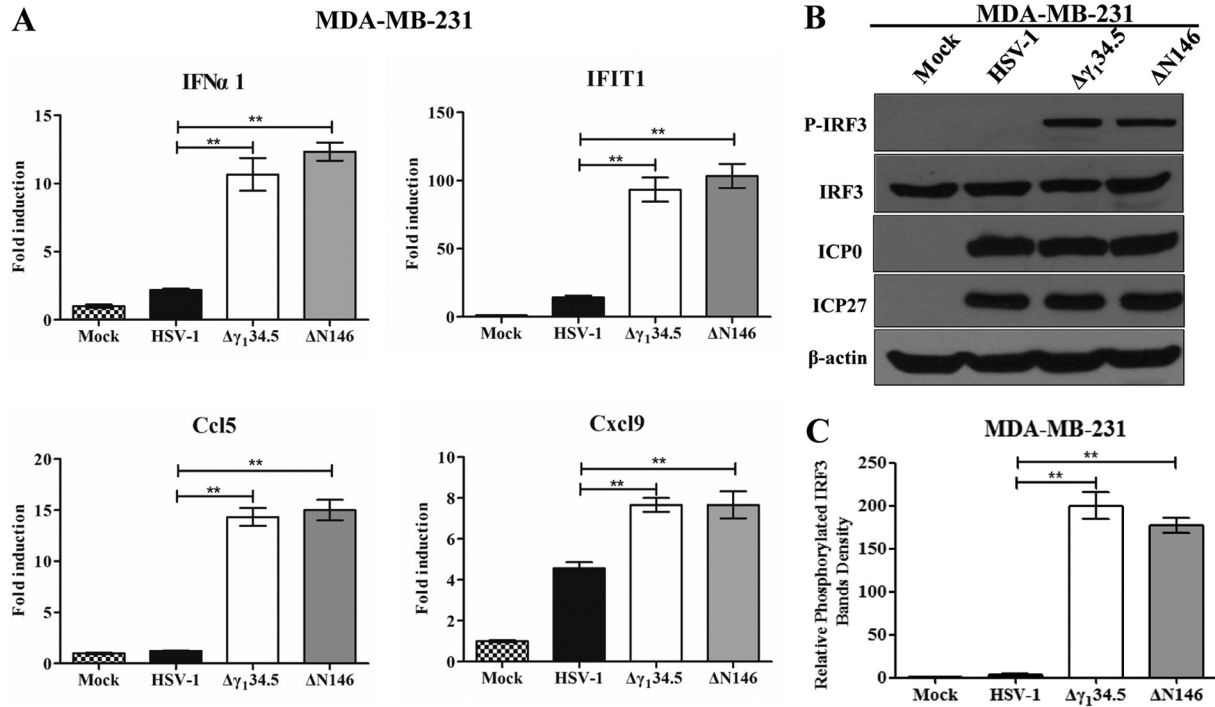 A
MDA-MB-231
IFNα 1
Fold induction
15
10
5
0
**
**
Mock HSV-1 Δγ₁34.5 ΔN146
IFIT1
Fold induction
150
100
50
0
**
**
Mock HSV-1 Δγ₁34.5 ΔN146
Ccl5
Fold induction
20
15
10
5
0
**
**
Mock HSV-1 Δγ₁34.5 ΔN146
Cxcl9
Fold induction
10
8
6
4
2
0
**
**
Mock HSV-1 Δγ₁34.5 ΔN146
B
MDA-MB-231
Mock HSV-1 Δγ₁34.5 ΔN146
P-IRF3
IRF3
ICP0
ICP27
β-actin
C
MDA-MB-231
Relative Phosphorylated IRF3
Bands Density
250
200
150
100
50
0
**
**
Mock HSV-1 Δγ₁34.5 ΔN146